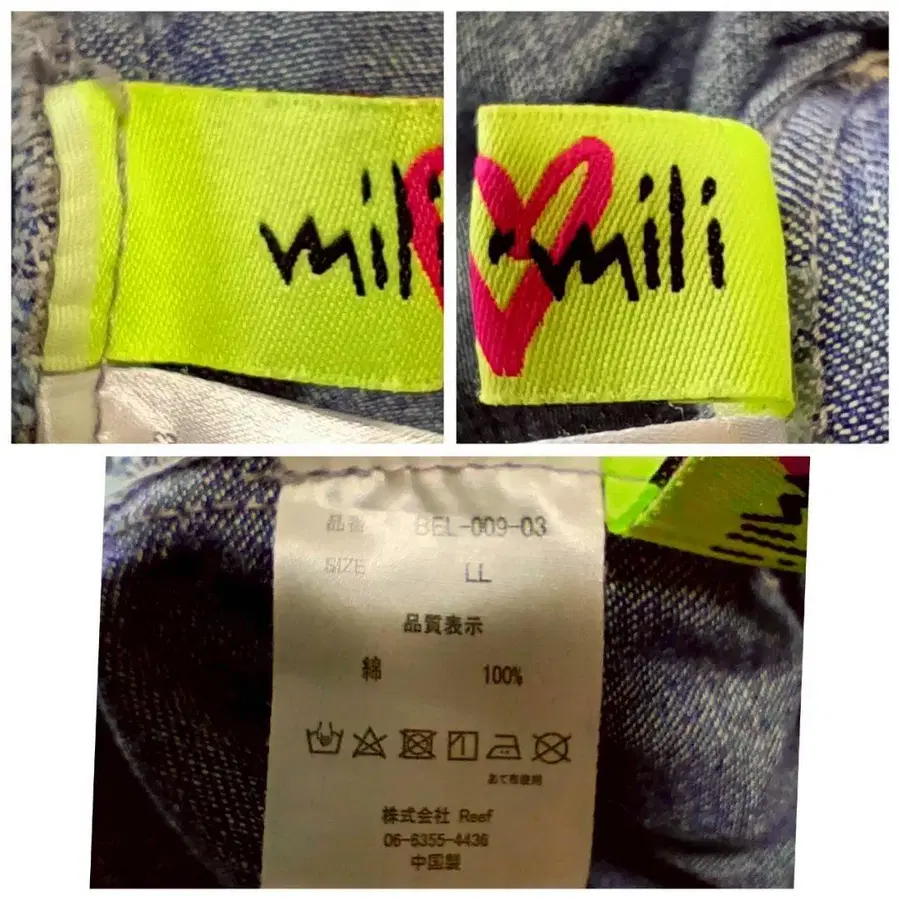 mili
mili
品番 BEL-009-03
SIZE LL
品質表示
綿 100%
あて布使用
株式会社 Reef
06-6355-4436
中国製